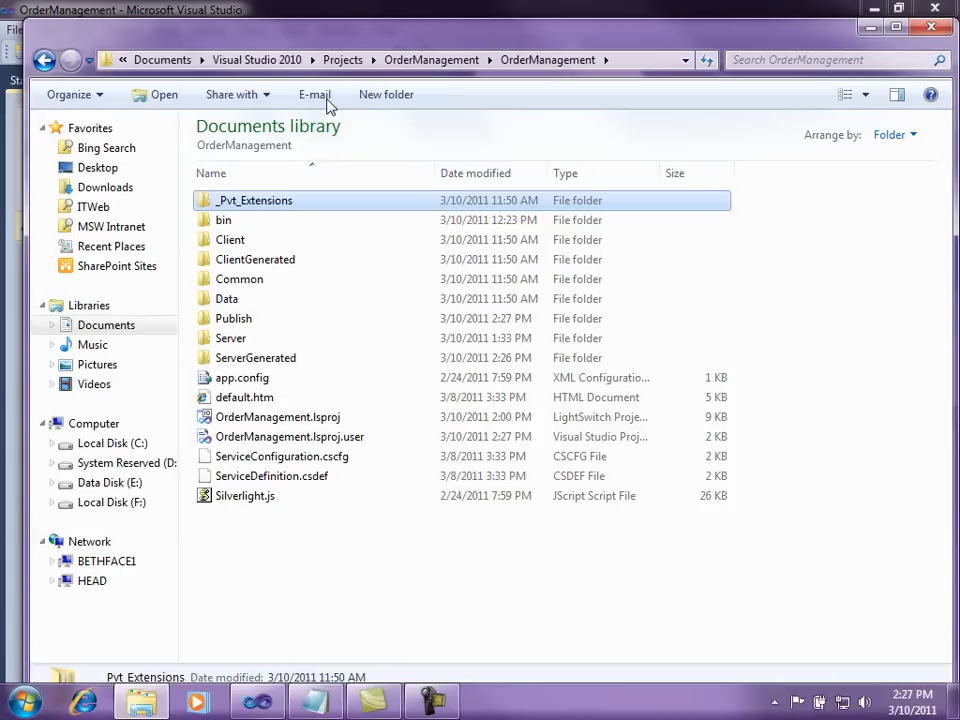 OrderManagement - Microsoft Visual Studio
File
« Documents Visual Studio 2010 Projects OrderManagement OrderManagement
Search OrderManagement
Sta
Organize Open Share with E-mail New folder
Documents library
OrderManagement
Arrange by: Folder
Name Date modified Type Size
_Pvt_Extensions 3/10/2011 11:50 AM File folder
bin 3/10/2011 12:23 PM File folder
Client 3/10/2011 11:50 AM File folder
ClientGenerated 3/10/2011 11:50 AM File folder
Common 3/10/2011 11:50 AM File folder
Data 3/10/2011 11:50 AM File folder
Publish 3/10/2011 2:27 PM File folder
Server 3/10/2011 1:33 PM File folder
ServerGenerated 3/10/2011 2:26 PM File folder
app.config 2/24/2011 7:59 PM XML Configuratio... 1 KB
default.htm 3/8/2011 3:33 PM HTML Document 5 KB
OrderManagement.lsproj 3/10/2011 2:00 PM LightSwitch Proje... 9 KB
OrderManagement.lsproj.user 3/10/2011 2:27 PM Visual Studio Proj... 2 KB
ServiceConfiguration.cscfg 3/8/2011 3:33 PM CSCFG File 2 KB
ServiceDefinition.csdef 3/8/2011 3:33 PM CSDEF File 2 KB
Silverlight.js 2/24/2011 7:59 PM JScript Script File 26 KB
Favorites
Bing Search
Desktop
Downloads
ITWeb
MSW Intranet
Recent Places
SharePoint Sites
Libraries
Documents
Music
Pictures
Videos
Computer
Local Disk (C:)
System Reserved (D:
Data Disk (E:)
Local Disk (F:)
Network
BETHFACE1
HEAD
_Pvt_Extensions Date modified: 3/10/2011 11:50 AM
2:27 PM
3/10/2011